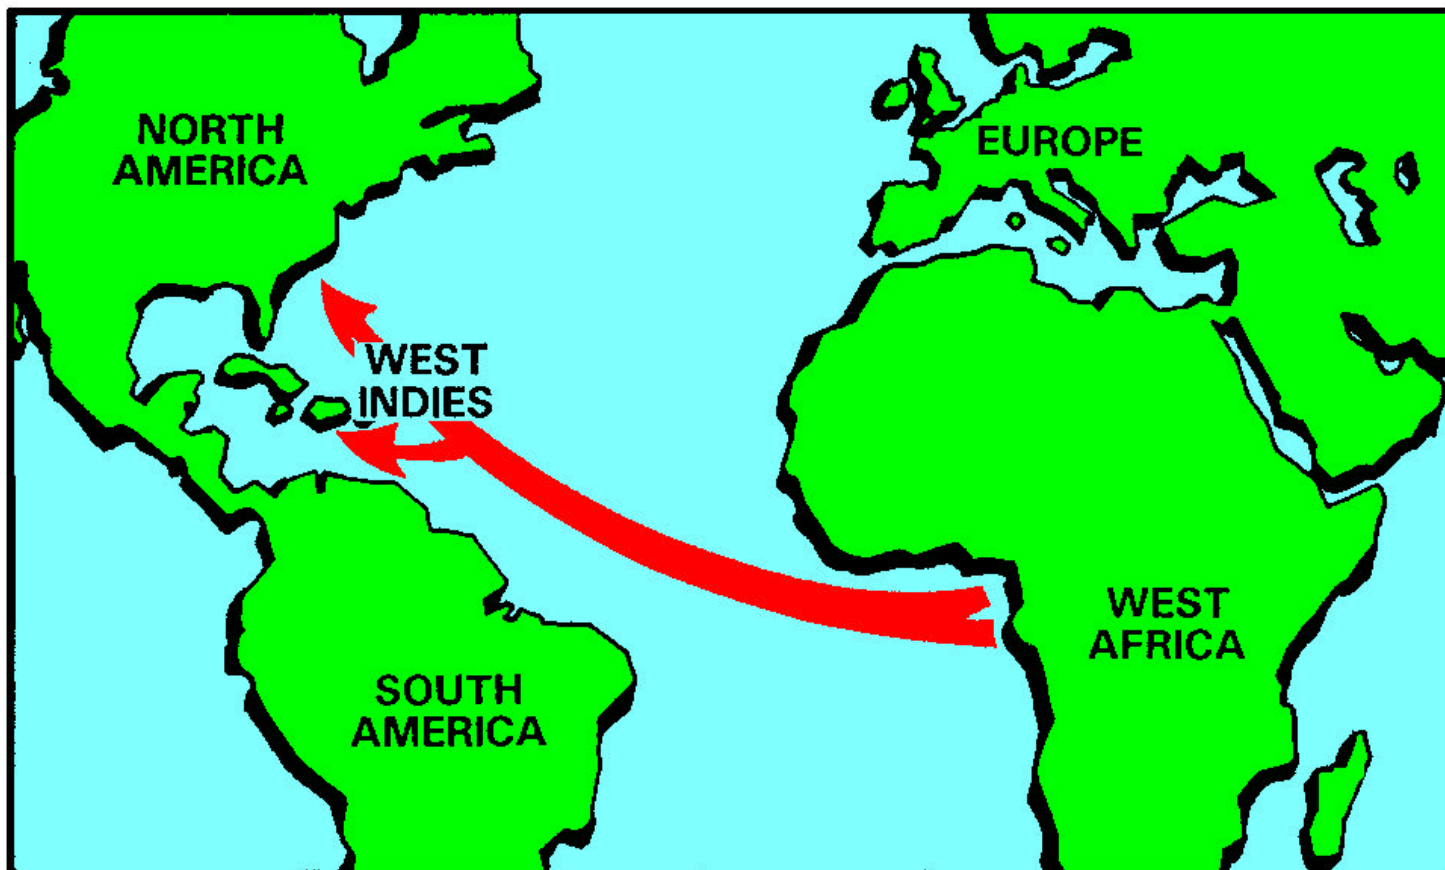 NORTH
AMERICA
EUROPE
WEST
INDIES
WEST
AFRICA
SOUTH
AMERICA